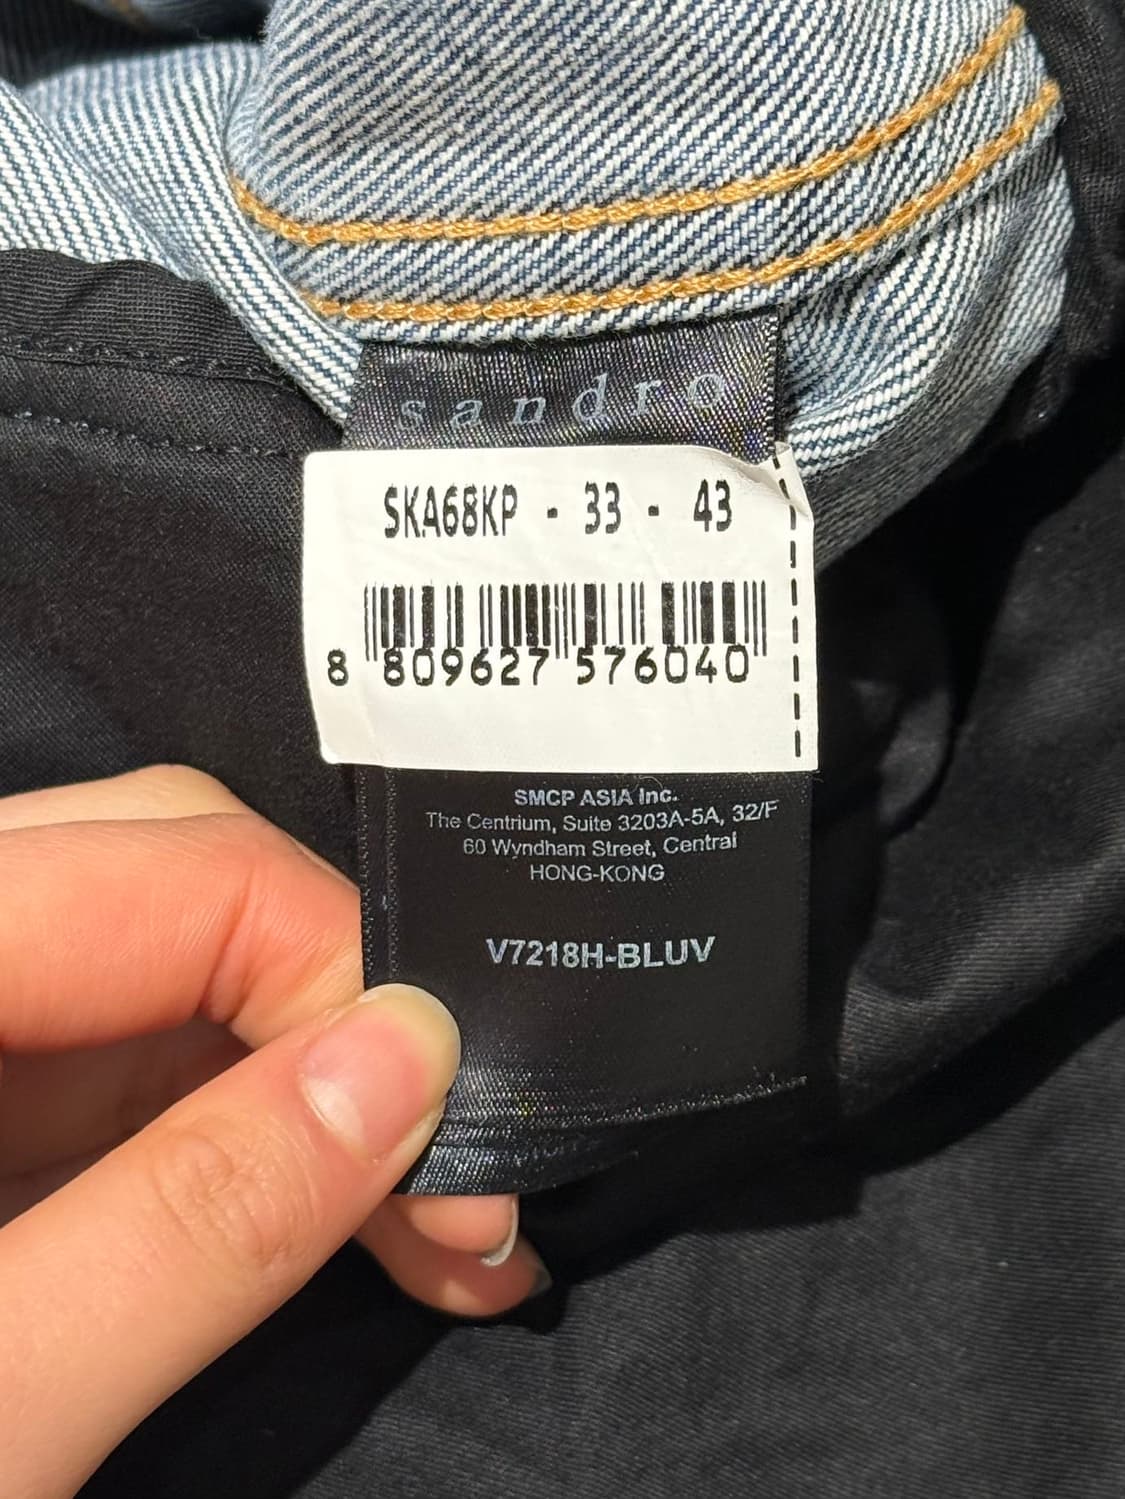 sandro
SKA68KP - 33 - 43
8 809627 576040
SMCP ASIA Inc.
The Centrium, Suite 3203A-5A, 32/F
60 Wyndham Street, Central
HONG-KONG
V7218H-BLUV